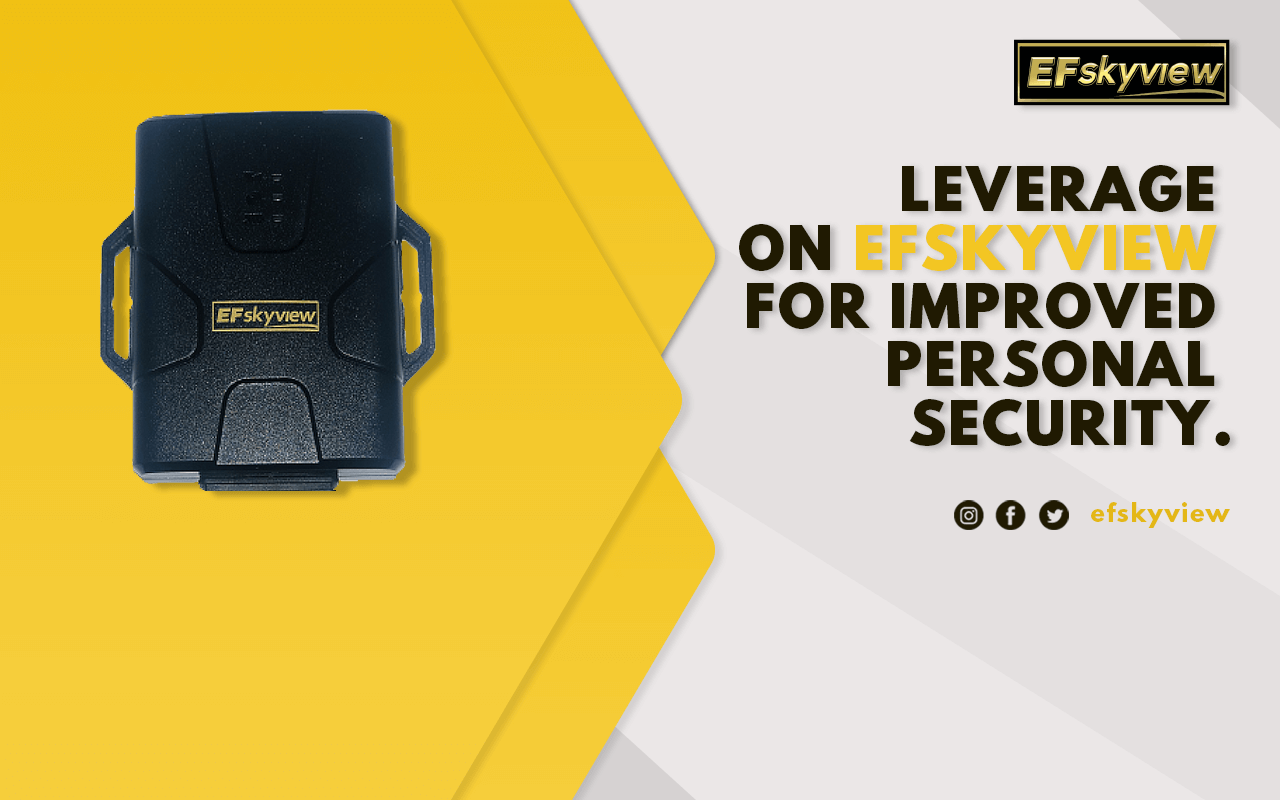 EFskyview
LEVERAGE
ON EFSKYVIEW
FOR IMPROVED
PERSONAL
SECURITY.
efskyview
EFskyview